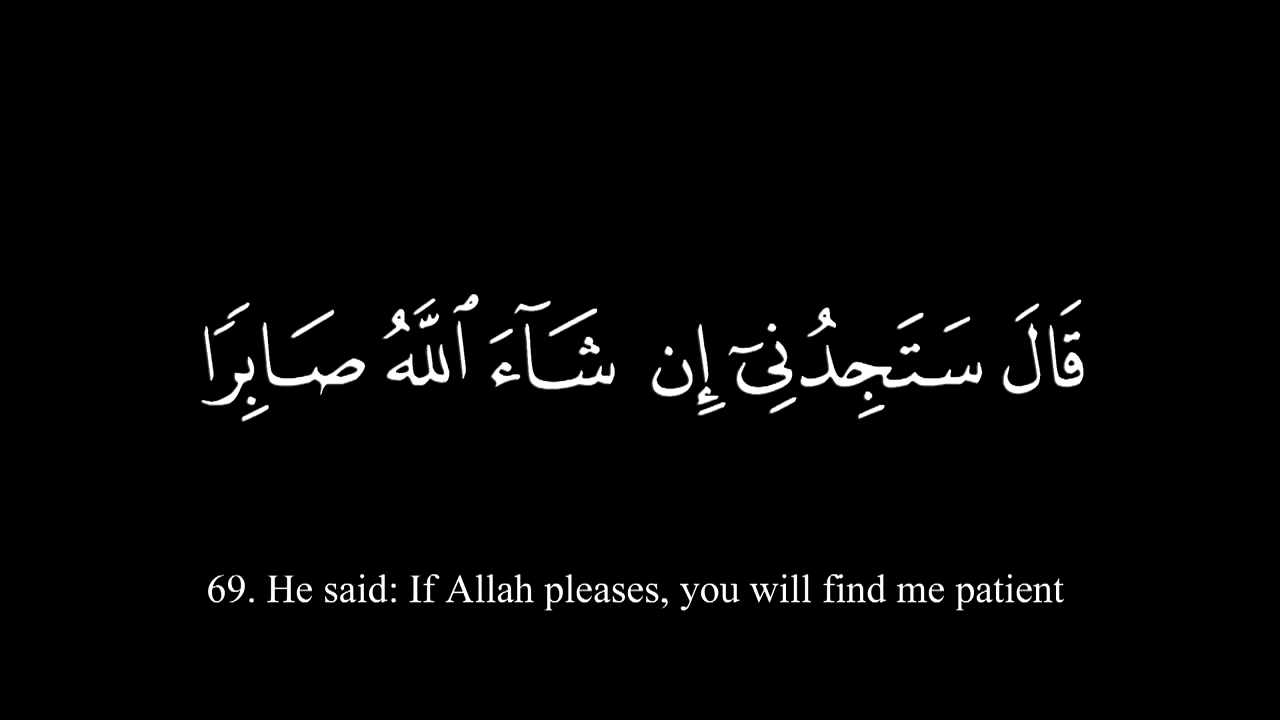 قَالَ سَتَجِدُنِىٓ إِن شَآءَ ٱللَّهُ صَابِرًا
69. He said: If Allah pleases, you will find me patient